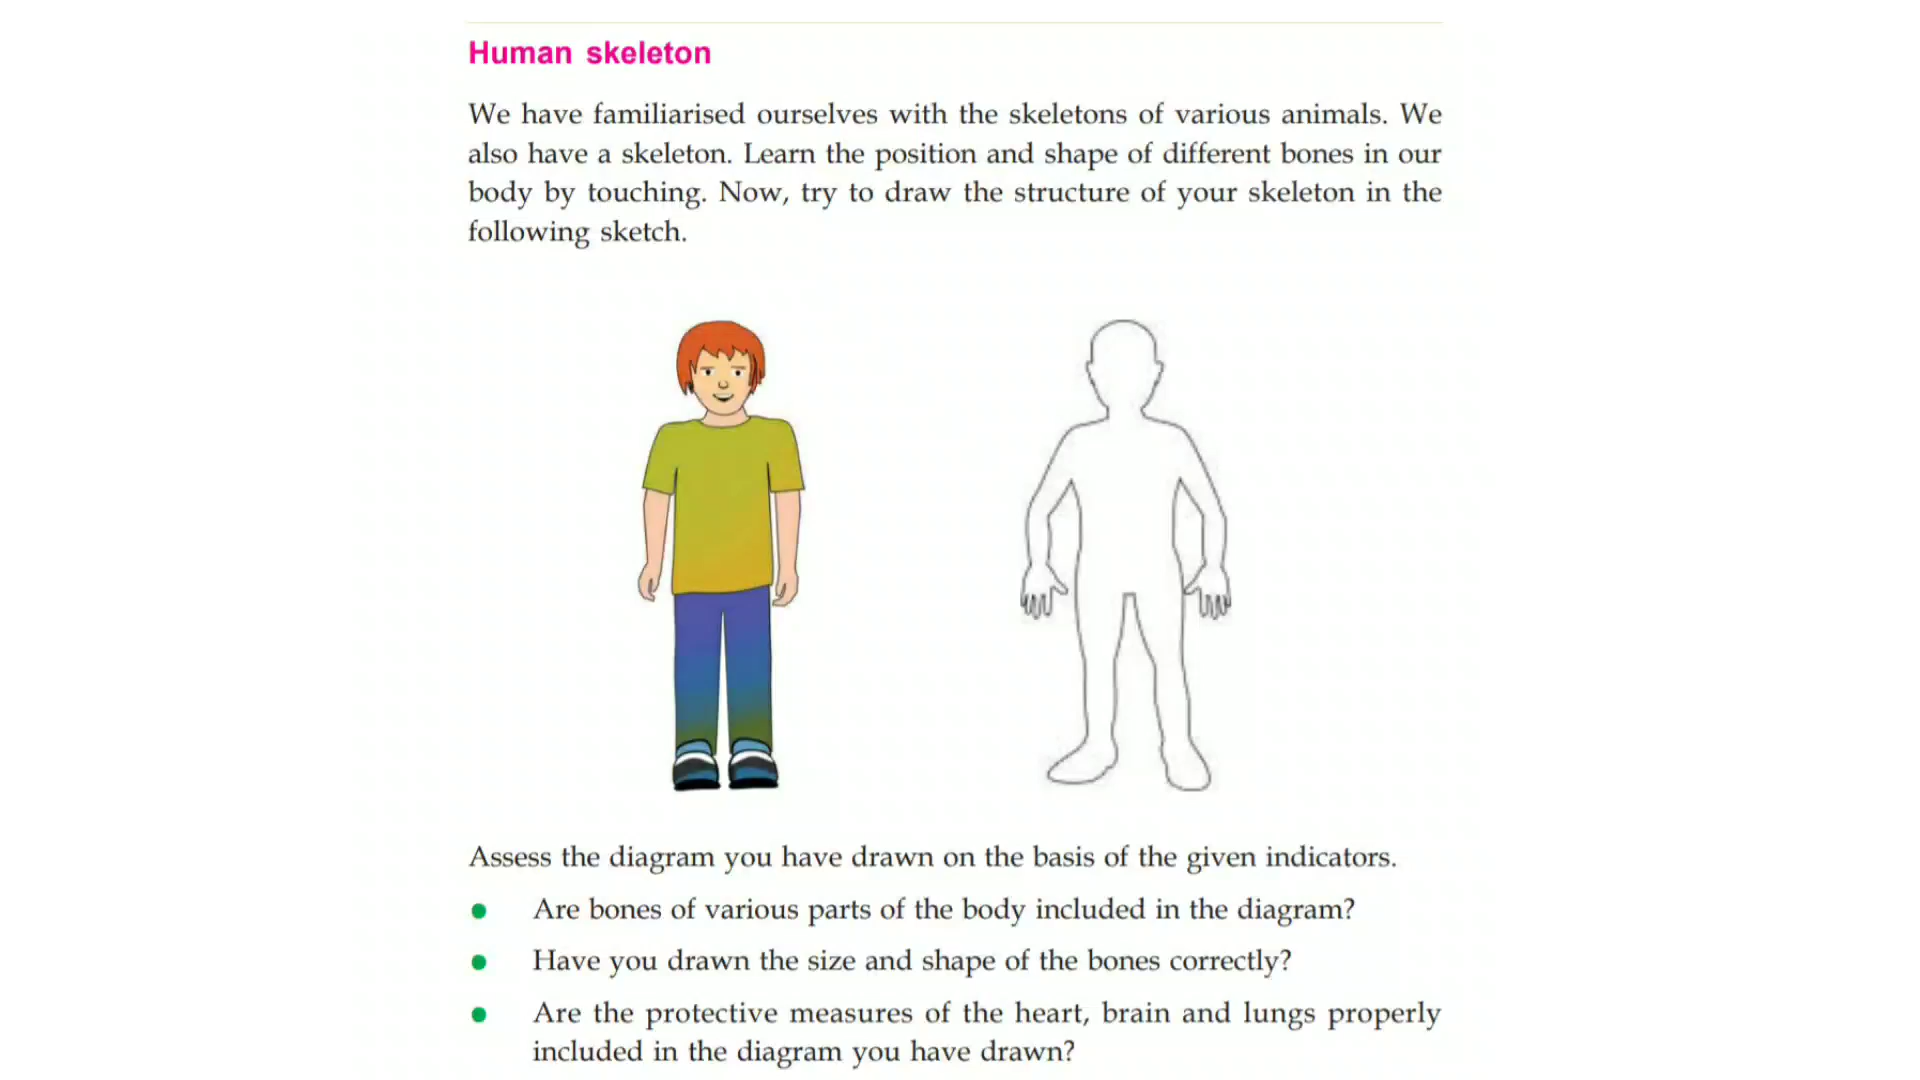 Human skeleton
We have familiarised ourselves with the skeletons of various animals. We
also have a skeleton. Learn the position and shape of different bones in our
body by touching. Now, try to draw the structure of your skeleton in the
following sketch.
Assess the diagram you have drawn on the basis of the given indicators.
● Are bones of various parts of the body included in the diagram?
● Have you drawn the size and shape of the bones correctly?
● Are the protective measures of the heart, brain and lungs properly
included in the diagram you have drawn?